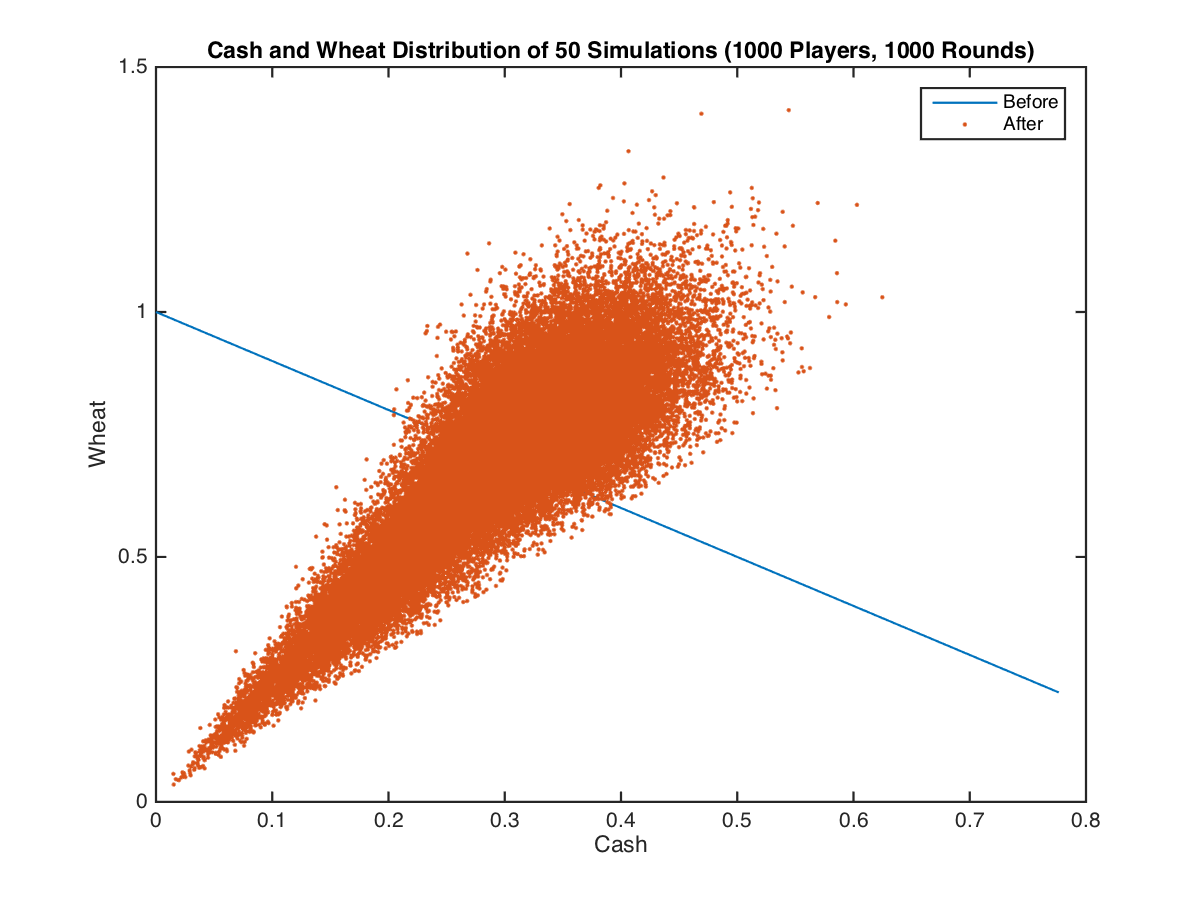 Cash and Wheat Distribution of 50 Simulations (1000 Players, 1000 Rounds)
1.5
Before
After
1
Wheat
0.5
0
0 0.1 0.2 0.3 0.4 0.5 0.6 0.7 0.8
Cash